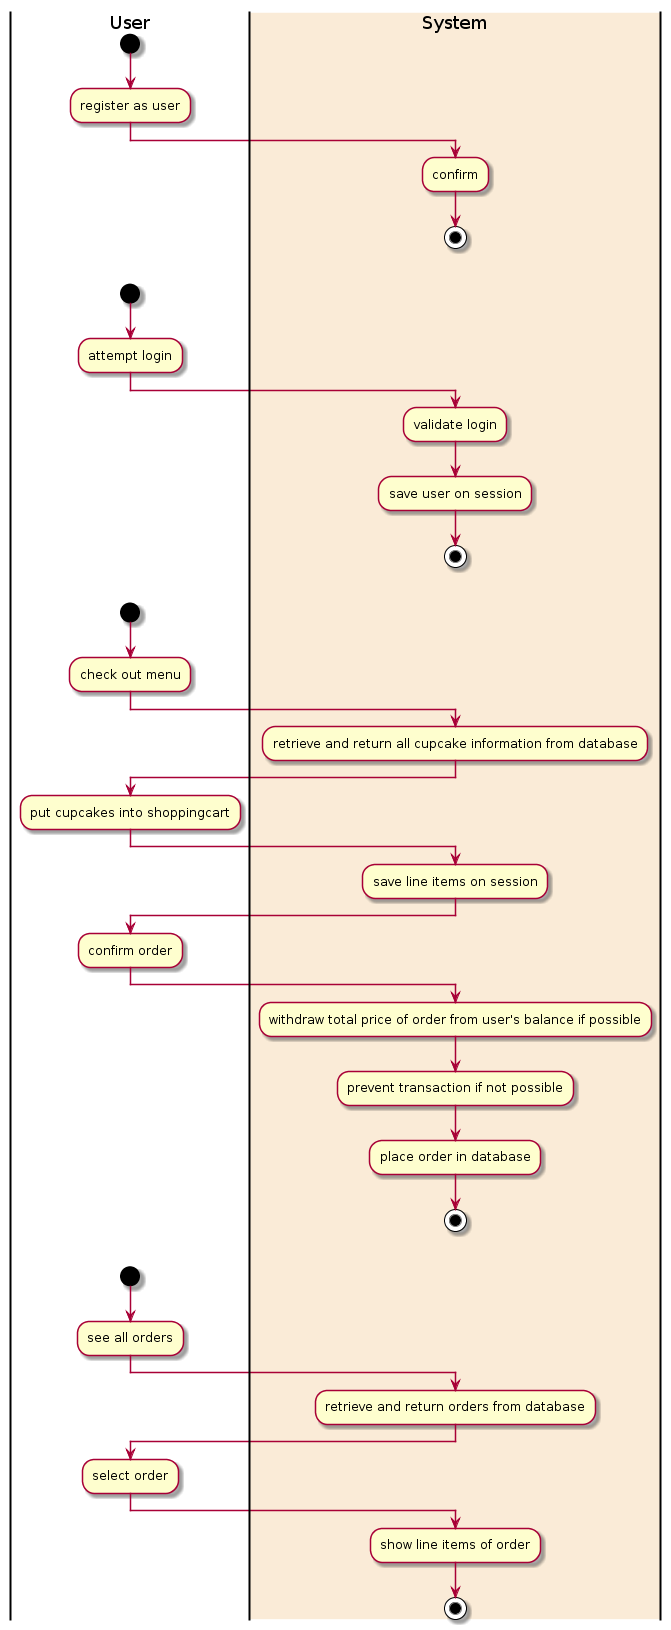 User
System
register as user
confirm
attempt login
validate login
save user on session
check out menu
retrieve and return all cupcake information from database
put cupcakes into shoppingcart
save line items on session
confirm order
withdraw total price of order from user's balance if possible
prevent transaction if not possible
place order in database
see all orders
retrieve and return orders from database
select order
show line items of order